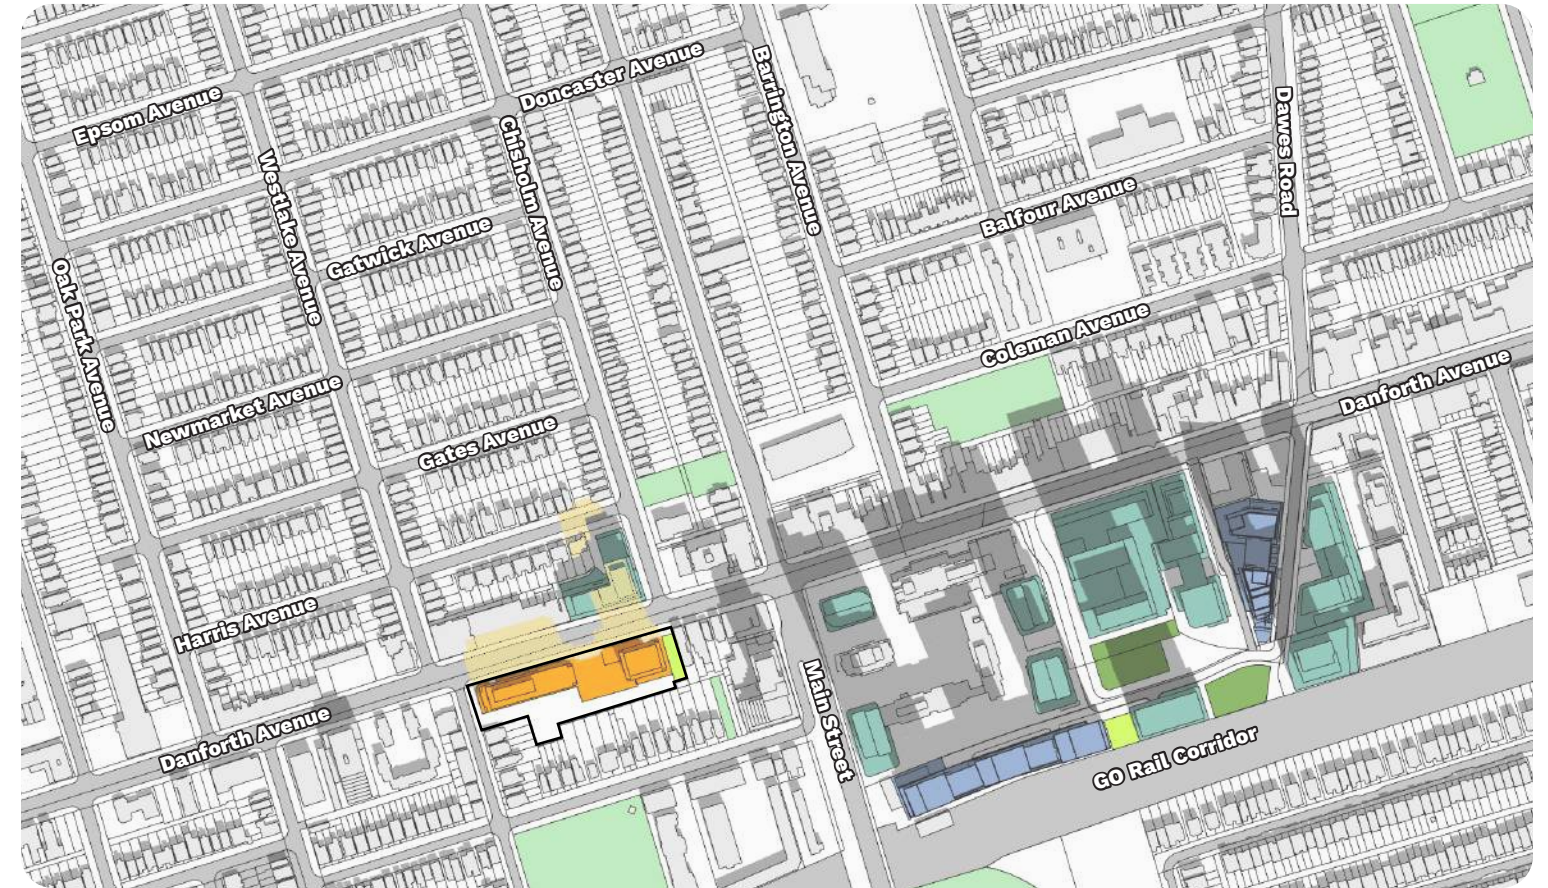 Epsom Avenue
Doncaster Avenue
Barrington Avenue
Dawes Road
Chisholm Avenue
Westlake Avenue
Balfour Avenue
Gatwick Avenue
Oak Park Avenue
Coleman Avenue
Danforth Avenue
Newmarket Avenue
Gates Avenue
Harris Avenue
Main Street
Danforth Avenue
GO Rail Corridor